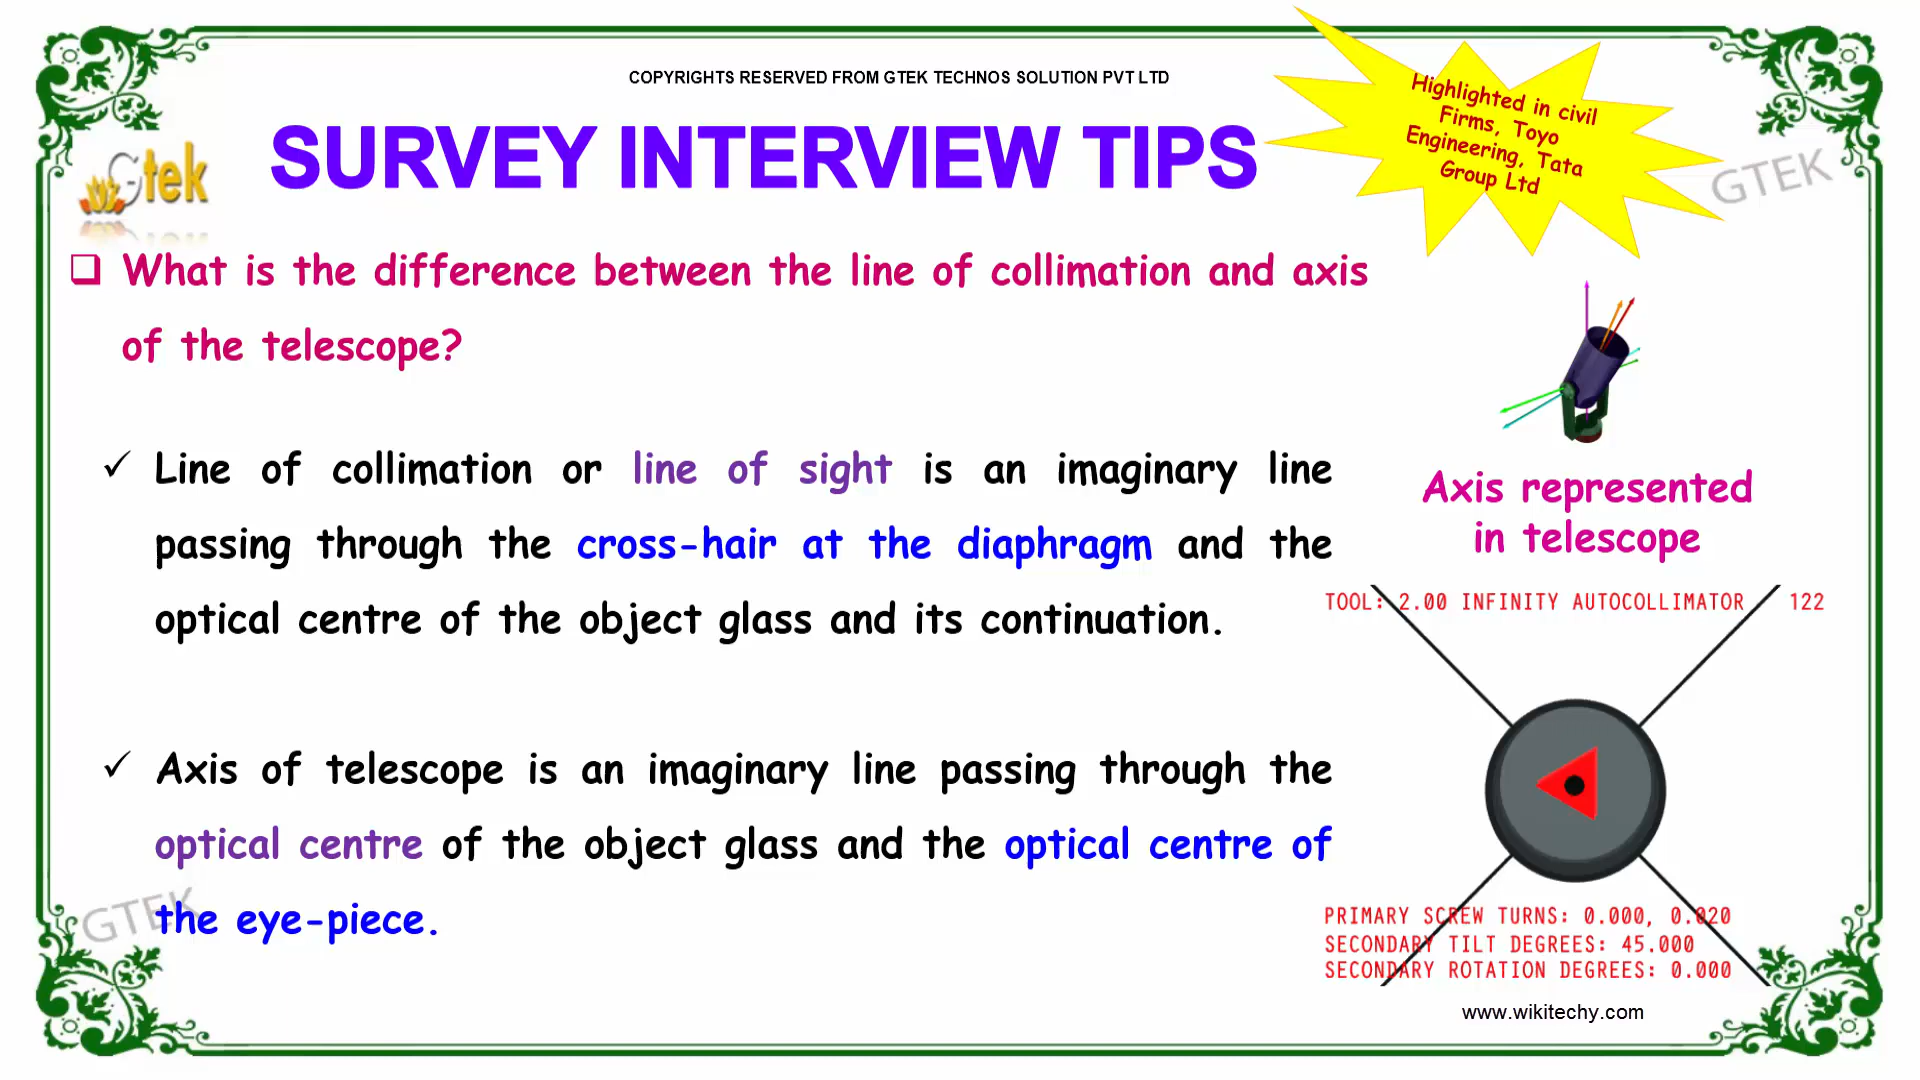 COPYRIGHTS RESERVED FROM GTEK TECHNOS SOLUTION PVT LTD
SURVEY INTERVIEW TIPS
Highlighted in civil
Firms, Toyo
Engineering, Tata
Group Ltd
Gtek
GTEK
What is the difference between the line of collimation and axis
of the telescope?
Line of collimation or line of sight is an imaginary line
passing through the cross-hair at the diaphragm and the
optical centre of the object glass and its continuation.
Axis of telescope is an imaginary line passing through the
optical centre of the object glass and the optical centre of
the eye-piece.
GTEK
Axis represented
in telescope
TOOL: 2.00 INFINITY AUTOCOLLIMATOR 122
PRIMARY SCREW TURNS: 0.000, 0.020
SECONDARY TILT DEGREES: 45.000
SECONDARY ROTATION DEGREES: 0.000
www.wikitechy.com